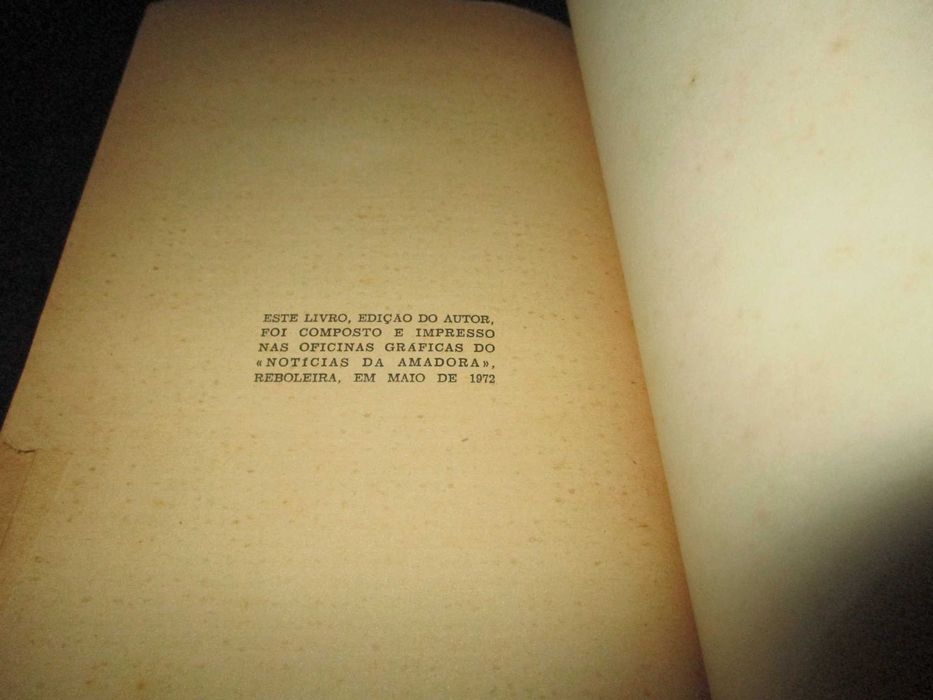 ESTE LIVRO, EDIÇÃO DO AUTOR,
FOI COMPOSTO E IMPRESSO
NAS OFICINAS GRÁFICAS DO
«NOTÍCIAS DA AMADORA»,
REBOLEIRA, EM MAIO DE 1972